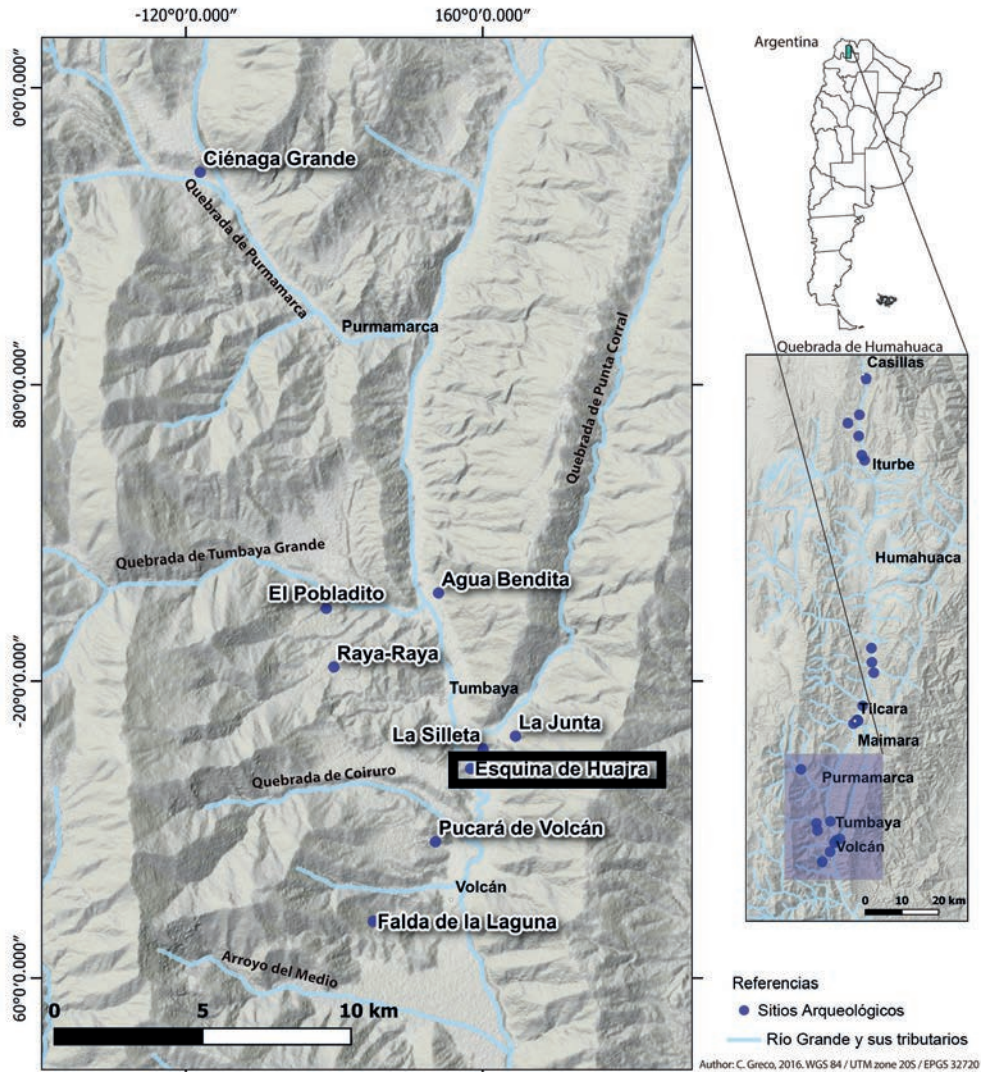 -120°0'0.000"
160°0'0.000"
0°0'0.000"
80°0'0.000"
-20°0'0.000"
60°0'0.000"
Ciénaga Grande
Quebrada de Purmamarca
Purmamarca
Quebrada de Punta Corral
Quebrada de Tumbaya Grande
Agua Bendita
El Pobladito
Raya-Raya
Tumbaya
La Junta
La Silleta
Esquina de Huajra
Quebrada de Coiruro
Pucará de Volcán
Volcán
Falda de la Laguna
Arroyo del Medio
0 5 10 km
Argentina
Quebrada de Humahuaca
Casillas
Iturbe
Humahuaca
Tilcara
Maimara
Purmamarca
Tumbaya
Volcán
0 10 20 km
Referencias
Sitios Arqueológicos
Río Grande y sus tributarios
Author: C. Greco, 2016. WGS 84 / UTM zone 20S / EPGS 32720